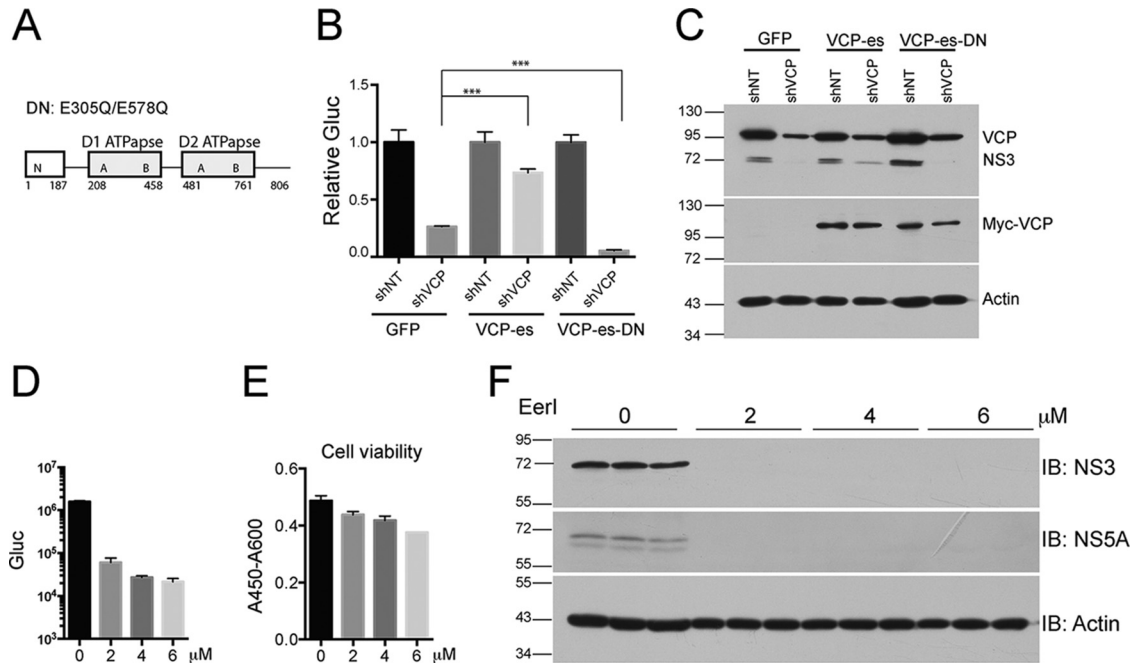 A
DN: E305Q/E578Q
D1 ATPapse D2 ATPapse
N A B A B
1 187 208 458 481 761 806
B
***
***
Relative Gluc
1.5
1.0
0.5
0.0
shNT shVCP shNT shVCP shNT shVCP
GFP VCP-es VCP-es-DN
C
GFP VCP-es VCP-es-DN
shNT shVCP shNT shVCP shNT shVCP
130
95 VCP
72 NS3
130
95 Myc-VCP
72
43 Actin
34
D
Gluc
10⁷
10⁶
10⁵
10⁴
10³
0 2 4 6 μM
E
Cell viability
A450-A600
0.6
0.4
0.2
0.0
0 2 4 6 μM
F
EerI 0 2 4 6 μM
95
72 IB: NS3
55
72 IB: NS5A
55
55
43 IB: Actin
34